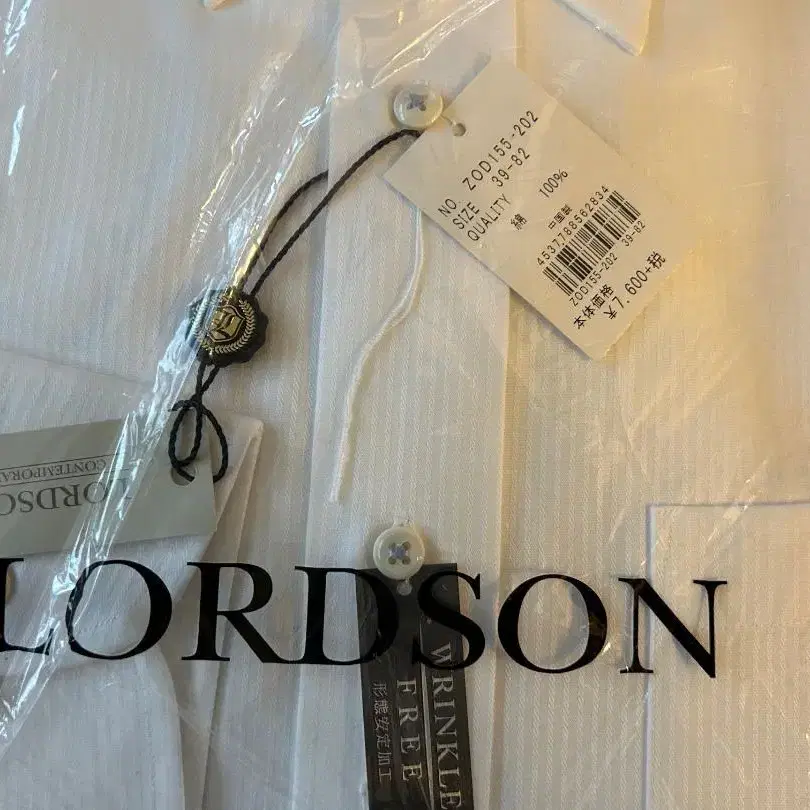 NO. ZOD155-202
SIZE 39-82
QUALITY
綿 100%
中国製
4537788562834
ZOD155-202 39-82
本体価格
¥7,600+税
LORDSO
CONTEMPORA
LORDSON
WRINKLE
FREE
形態安定加工